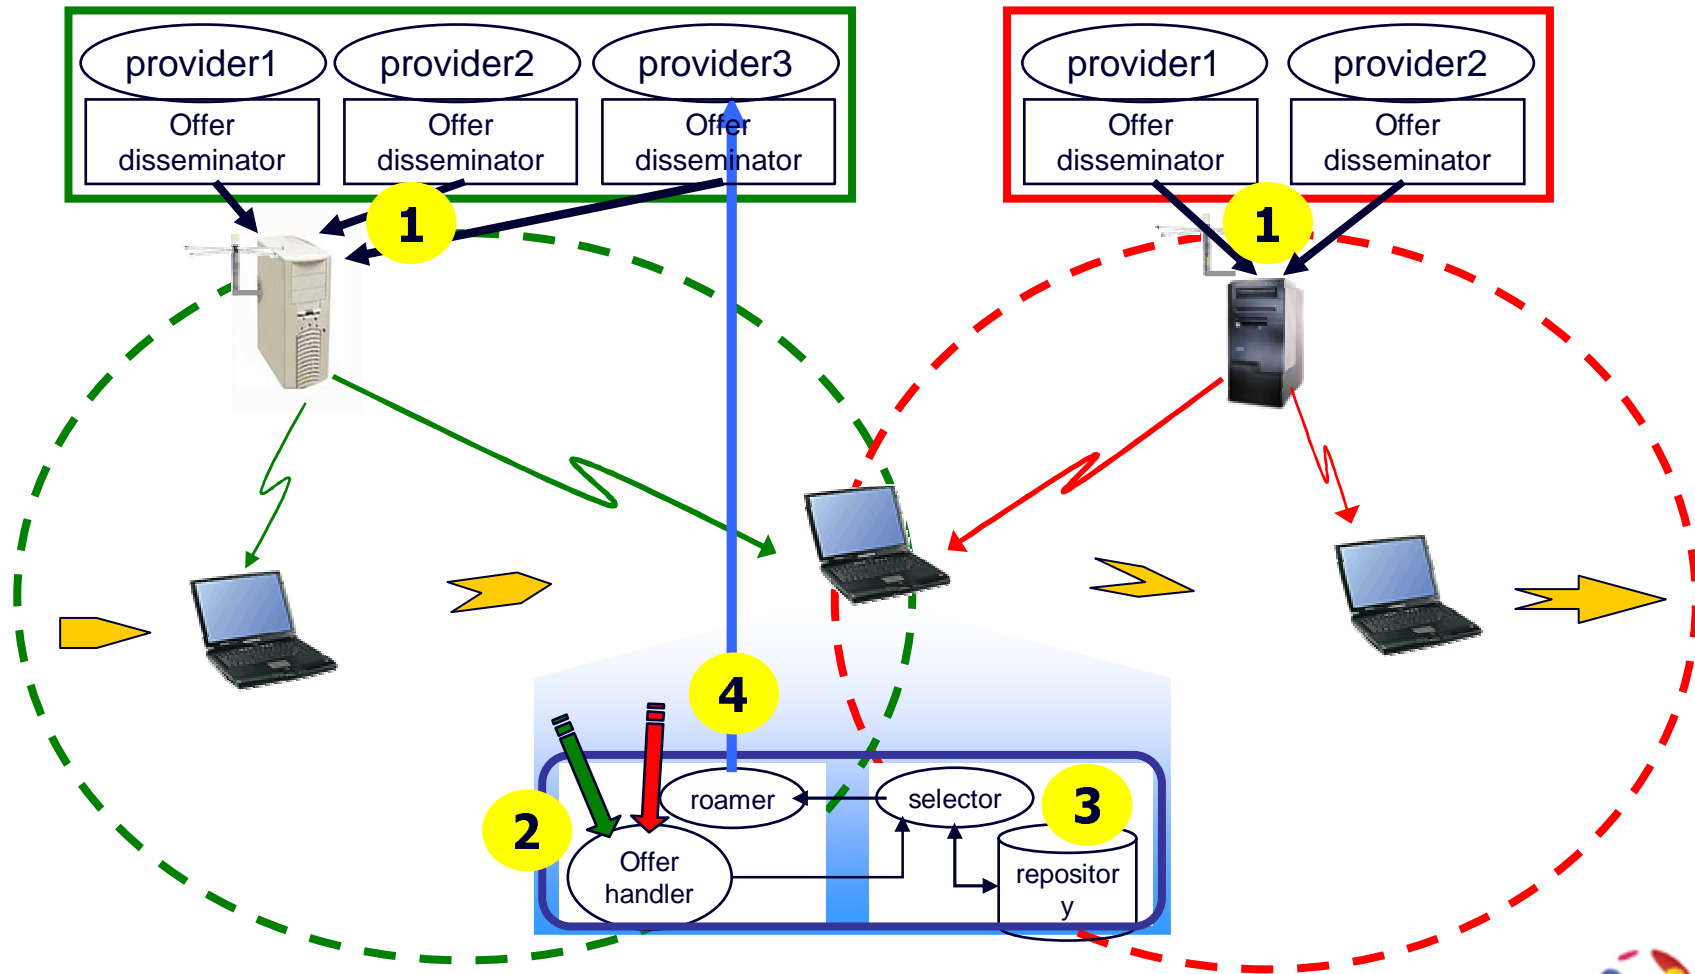 provider1
provider2
provider3
provider1
provider2
Offer
disseminator
Offer
disseminator
Offer
disseminator
Offer
disseminator
Offer
disseminator
1
1
4
2
roamer
selector
3
Offer
handler
repositor
y